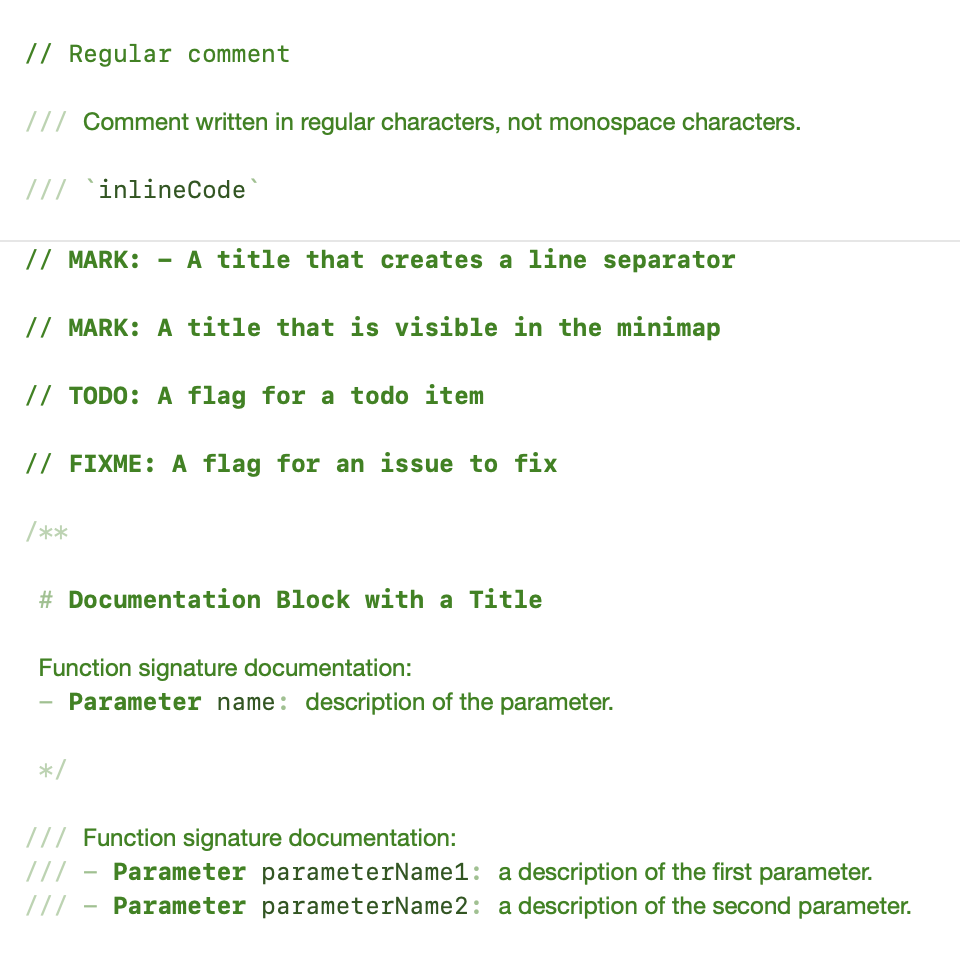 // Regular comment
/// Comment written in regular characters, not monospace characters.
/// `inlineCode`
// MARK: - A title that creates a line separator
// MARK: A title that is visible in the minimap
// TODO: A flag for a todo item
// FIXME: A flag for an issue to fix
/**
# Documentation Block with a Title
Function signature documentation:
- Parameter name: description of the parameter.
*/
/// Function signature documentation:
/// - Parameter parameterName1: a description of the first parameter.
/// - Parameter parameterName2: a description of the second parameter.